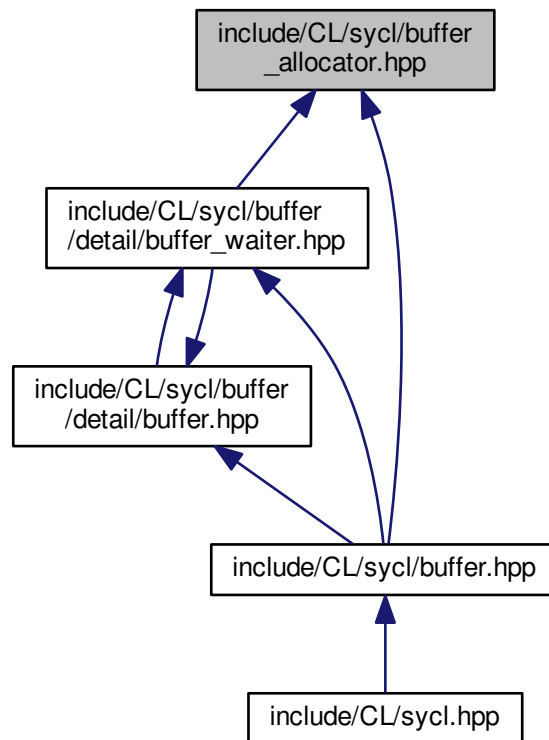 include/CL/sycl/buffer
_allocator.hpp
include/CL/sycl/buffer
/detail/buffer_waiter.hpp
include/CL/sycl/buffer
/detail/buffer.hpp
include/CL/sycl/buffer.hpp
include/CL/sycl.hpp